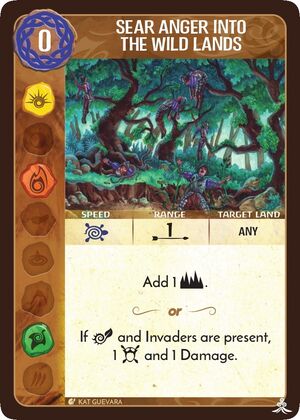 0
SEAR ANGER INTO
THE WILD LANDS
SPEED RANGE TARGET LAND
1 ANY
Add 1 .
or
If and Invaders are present,
1 and 1 Damage.
KAT GUEVARA